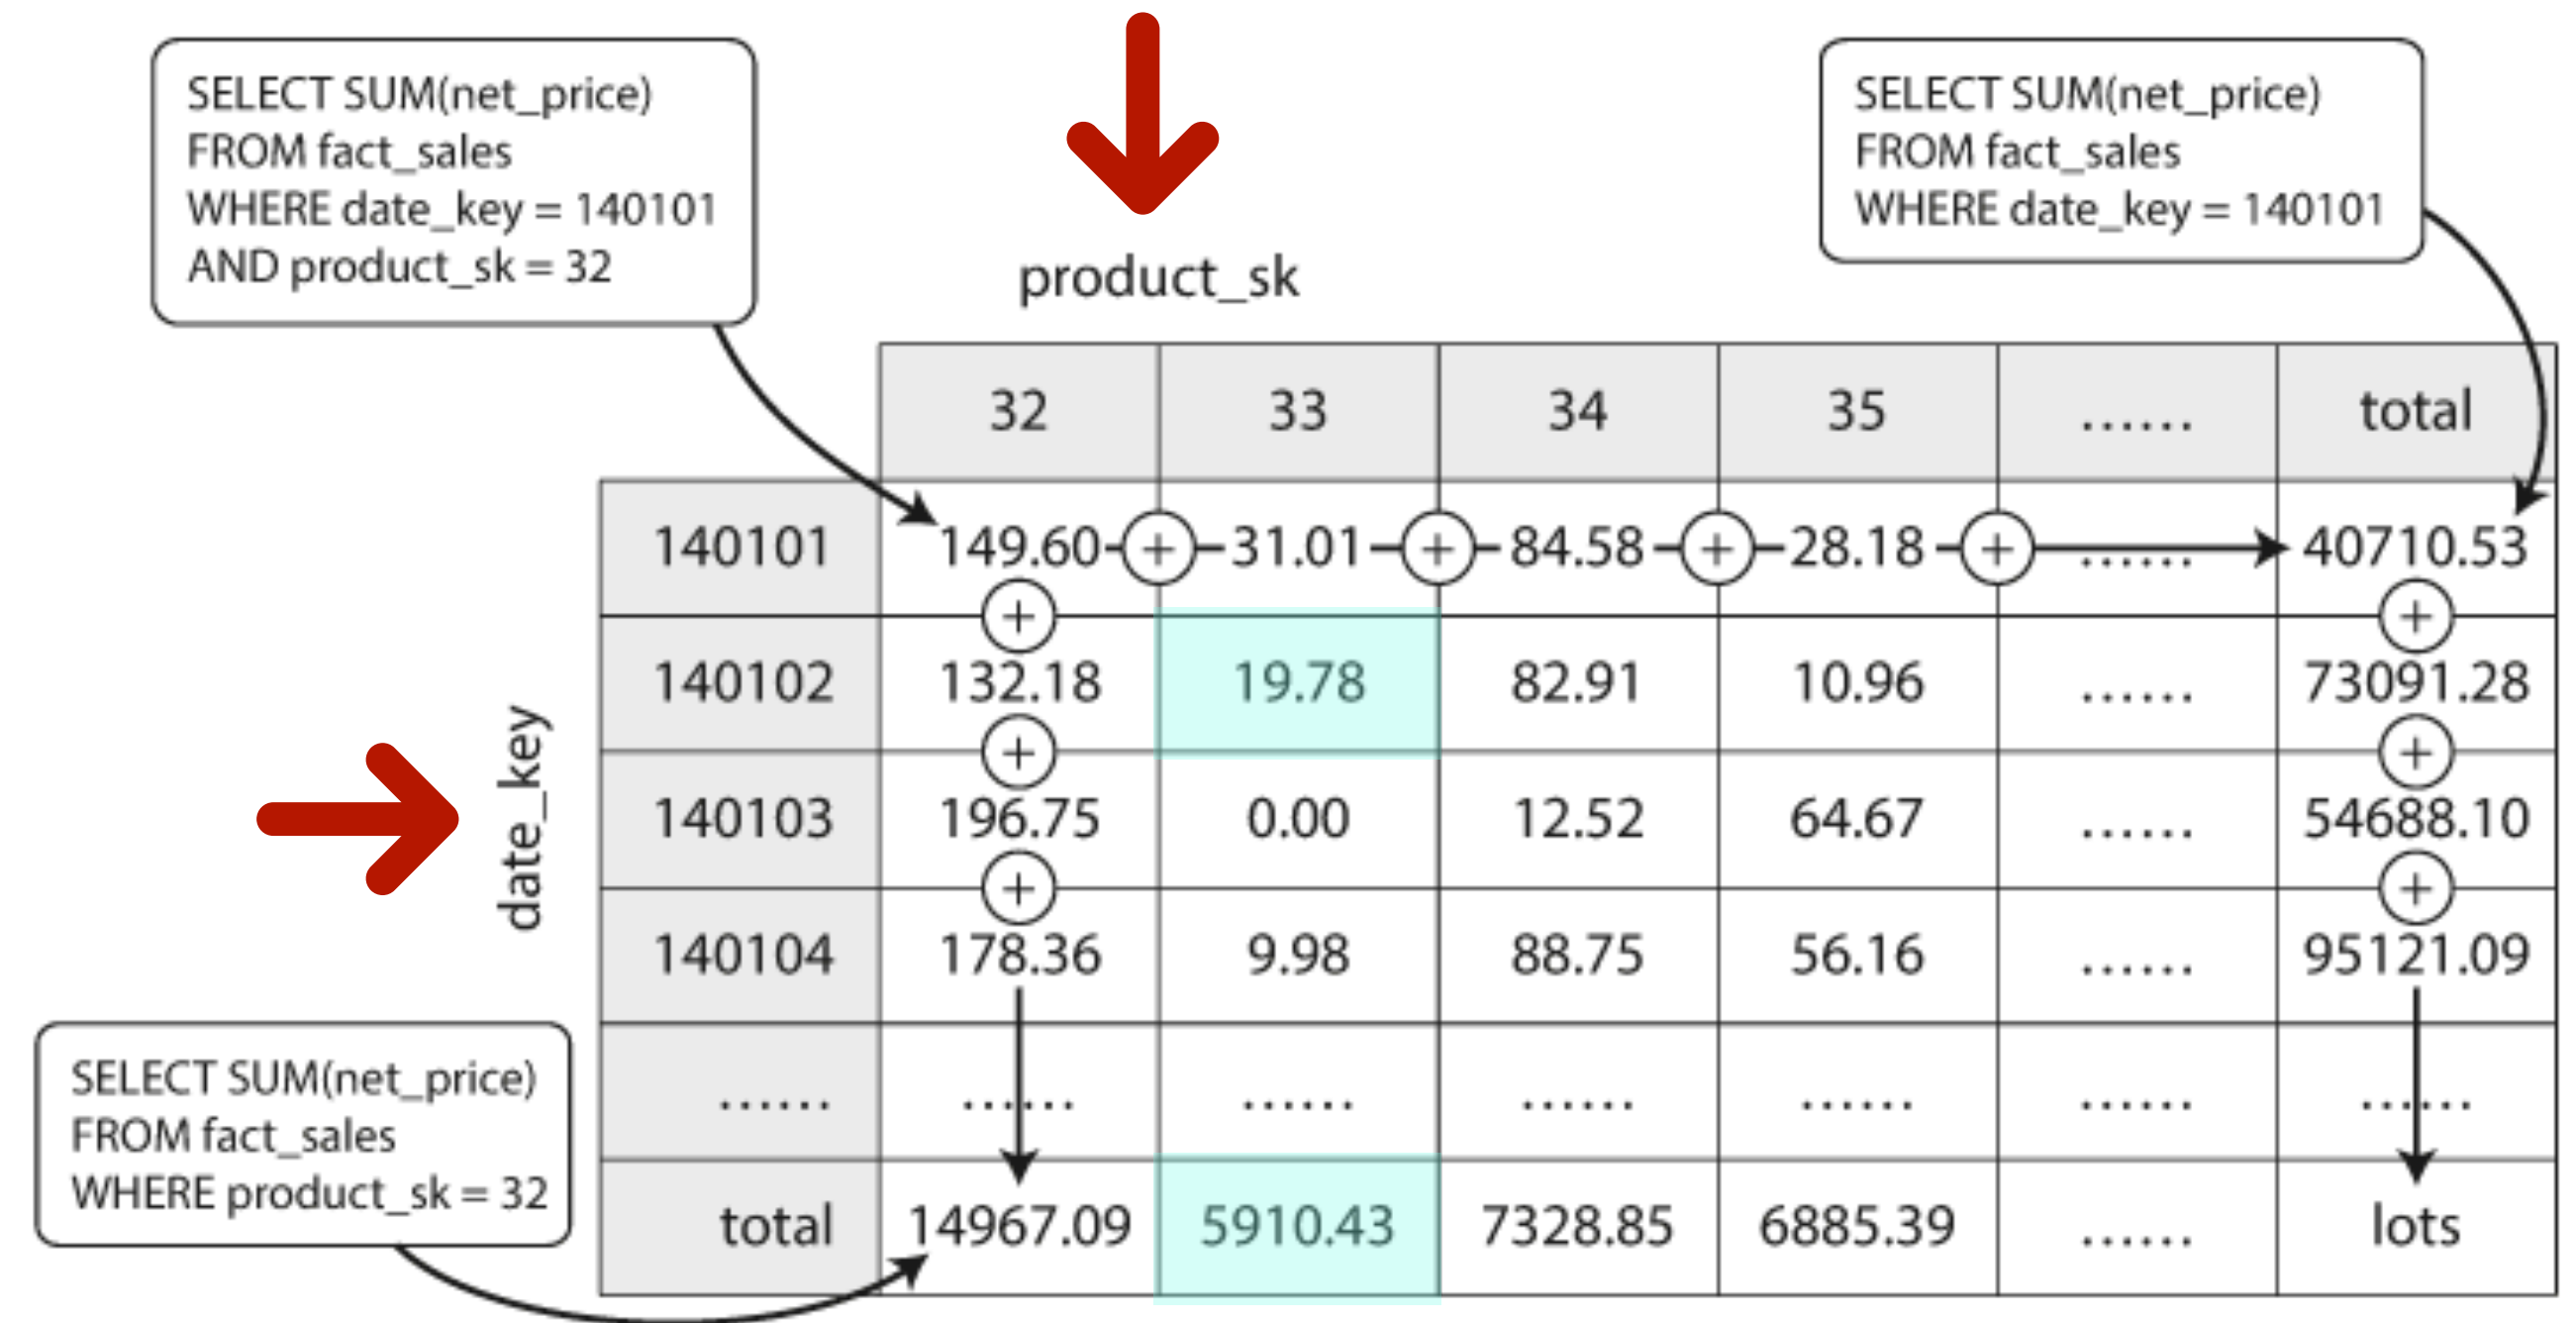 SELECT SUM(net_price)
FROM fact_sales
WHERE date_key = 140101
AND product_sk = 32
SELECT SUM(net_price)
FROM fact_sales
WHERE date_key = 140101
product_sk
32 33 34 35 ...... total
140101 149.60 + 31.01 + 84.58 + 28.18 + ...... 40710.53
+ +
140102 132.18 19.78 82.91 10.96 ...... 73091.28
+ +
date_key
140103 196.75 0.00 12.52 64.67 ...... 54688.10
+ +
140104 178.36 9.98 88.75 56.16 ...... 95121.09
...... ...... ...... ...... ...... ...... ......
total 14967.09 5910.43 7328.85 6885.39 ...... lots
SELECT SUM(net_price)
FROM fact_sales
WHERE product_sk = 32